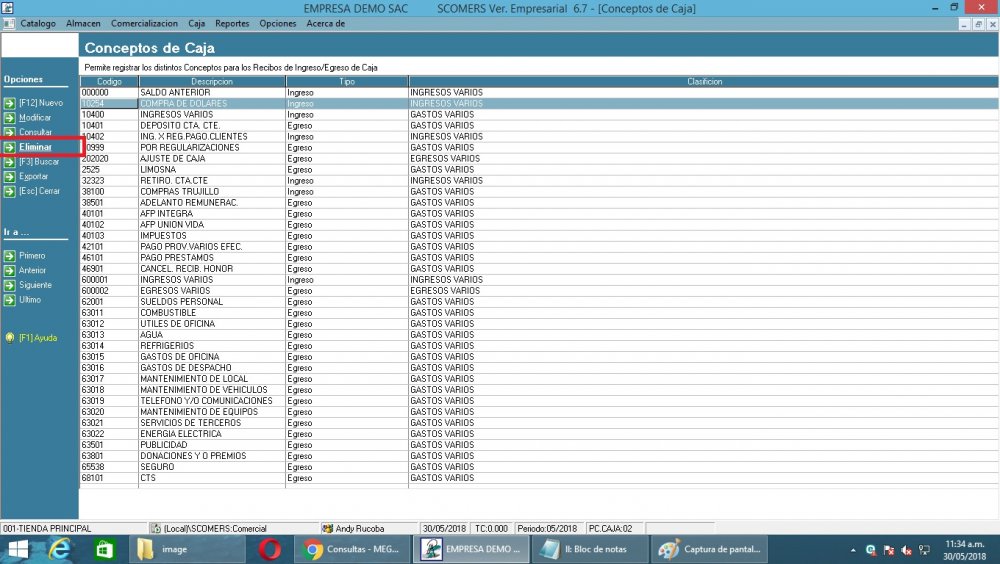 EMPRESA DEMO SAC SCOMERS Ver. Empresarial 6.7 - [Conceptos de Caja]
Catalogo Almacen Comercializacion Caja Reportes Opciones Acerca de
Conceptos de Caja
Permite registrar los distintos Conceptos para los Recibos de Ingreso/Egreso de Caja
Opciones
[F12] Nuevo
Modificar
Consultar
Eliminar
[F3] Buscar
Exportar
[Esc] Cerrar
Ir a ...
Primero
Anterior
Siguiente
Ultimo
[F1] Ayuda
Codigo Descripcion Tipo Clasificion
000000 SALDO ANTERIOR Ingreso INGRESOS VARIOS
10254 COMPRA DE DOLARES Ingreso INGRESOS VARIOS
10400 INGRESOS VARIOS Ingreso GASTOS VARIOS
10401 DEPOSITO CTA. CTE. Egreso GASTOS VARIOS
10402 ING. X REG.PAGO.CLIENTES Ingreso INGRESOS VARIOS
0999 POR REGULARIZACIONES Egreso GASTOS VARIOS
202020 AJUSTE DE CAJA Egreso EGRESOS VARIOS
2525 LIMOSNA Egreso GASTOS VARIOS
32323 RETIRO. CTA.CTE Ingreso INGRESOS VARIOS
38100 COMPRAS TRUJILLO Egreso GASTOS VARIOS
38501 ADELANTO REMUNERAC. Egreso GASTOS VARIOS
40101 AFP INTEGRA Egreso GASTOS VARIOS
40102 AFP UNION VIDA Egreso GASTOS VARIOS
40103 IMPUESTOS Egreso GASTOS VARIOS
42101 PAGO PROV.VARIOS EFEC. Egreso GASTOS VARIOS
46101 PAGO PRESTAMOS Egreso GASTOS VARIOS
46901 CANCEL. RECIB. HONOR Egreso GASTOS VARIOS
600001 INGRESOS VARIOS Ingreso INGRESOS VARIOS
600002 EGRESOS VARIOS Egreso EGRESOS VARIOS
62001 SUELDOS PERSONAL Egreso GASTOS VARIOS
63011 COMBUSTIBLE Egreso GASTOS VARIOS
63012 UTILES DE OFICINA Egreso GASTOS VARIOS
63013 AGUA Egreso GASTOS VARIOS
63014 REFRIGERIOS Egreso GASTOS VARIOS
63015 GASTOS DE OFICINA Egreso GASTOS VARIOS
63016 GASTOS DE DESPACHO Egreso GASTOS VARIOS
63017 MANTENIMIENTO DE LOCAL Egreso GASTOS VARIOS
63018 MANTENIMIENTO DE VEHICULOS Egreso GASTOS VARIOS
63019 TELEFONO Y/O COMUNICACIONES Egreso GASTOS VARIOS
63020 MANTENIMIENTO DE EQUIPOS Egreso GASTOS VARIOS
63021 SERVICIOS DE TERCEROS Egreso GASTOS VARIOS
63022 ENERGIA ELECTRICA Egreso GASTOS VARIOS
63501 PUBLICIDAD Egreso GASTOS VARIOS
63801 DONACIONES Y O PREMIOS Egreso GASTOS VARIOS
65538 SEGURO Egreso GASTOS VARIOS
68101 CTS Egreso GASTOS VARIOS
001-TIENDA PRINCIPAL (Local)\SCOMERS:Comercial Andy Rucoba 30/05/2018 TC:0.000 Periodo:05/2018 PC.CAJA:02
image Consultas - MEG... EMPRESA DEMO ... II: Bloc de notas Captura de pantal...
11:34 a.m.
30/05/2018